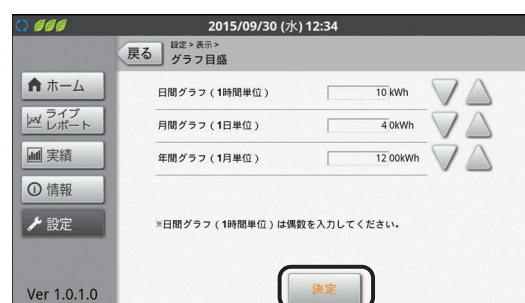 2015/09/30 (水) 12:34
戻る
設定 > 表示 >
グラフ目盛
ホーム
ライブ
レポート
実績
情報
設定
日間グラフ（1時間単位） 10 kWh
月間グラフ（1日単位） 4 0kWh
年間グラフ（1月単位） 12 00kWh
※日間グラフ（1時間単位）は偶数を入力してください。
決定
Ver 1.0.1.0